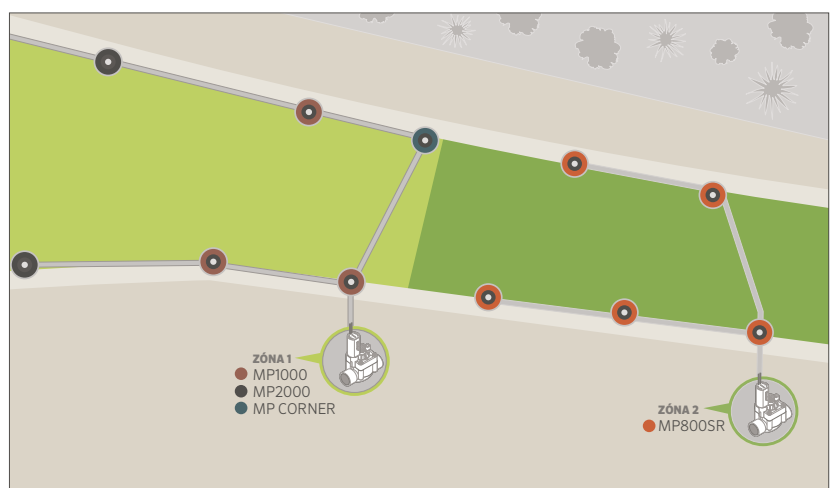 ZÓNA 1
MP1000
MP2000
MP CORNER
ZÓNA 2
MP800SR